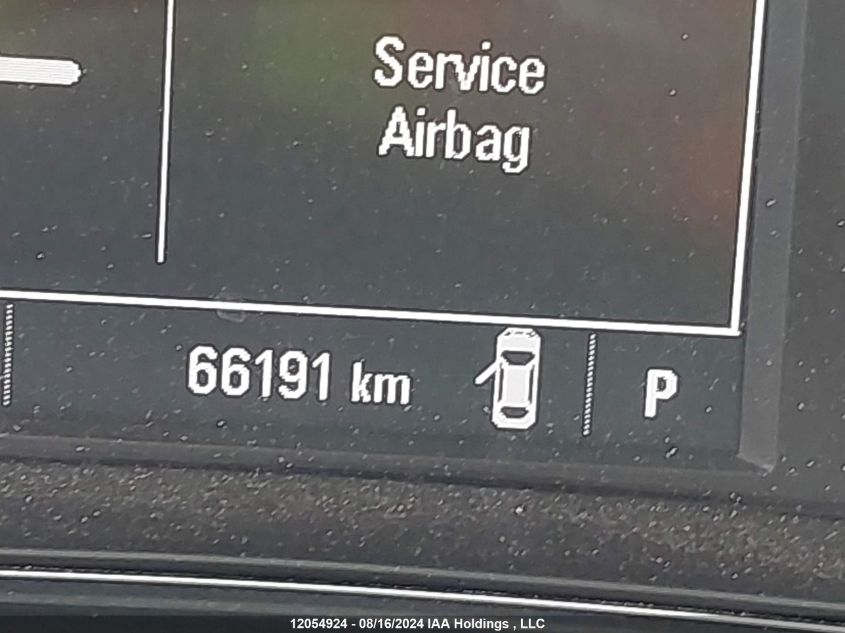 Service
Airbag
66191 km
P
12054924 - 08/16/2024 IAA Holdings , LLC